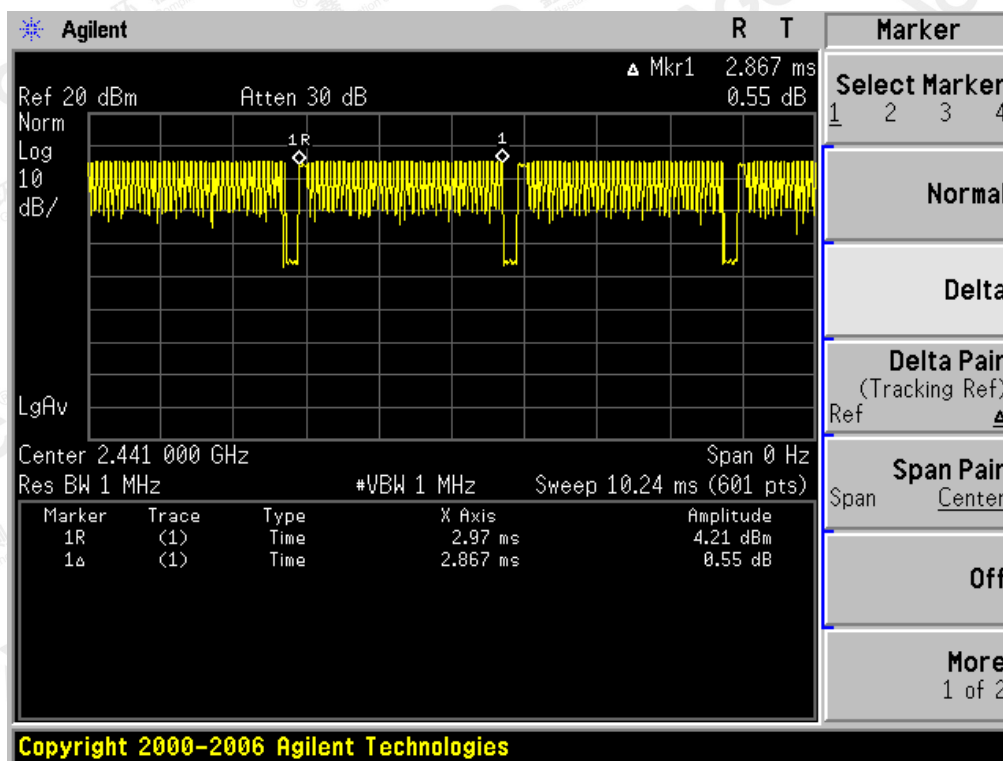 Agilent R T
Marker
Δ Mkr1 2.867 ms
Ref 20 dBm Atten 30 dB 0.55 dB
Norm
Log
10
dB/
1R 1
LgAv
Center 2.441 000 GHz Span 0 Hz
Res BW 1 MHz #VBW 1 MHz Sweep 10.24 ms (601 pts)
Marker Trace Type X Axis Amplitude
1R (1) Time 2.97 ms 4.21 dBm
1Δ (1) Time 2.867 ms 0.55 dB
Select Marker
1 2 3 4
Normal
Delta
Delta Pair
(Tracking Ref)
Ref Δ
Span Pair
Span Center
Off
More
1 of 2
Copyright 2000-2006 Agilent Technologies